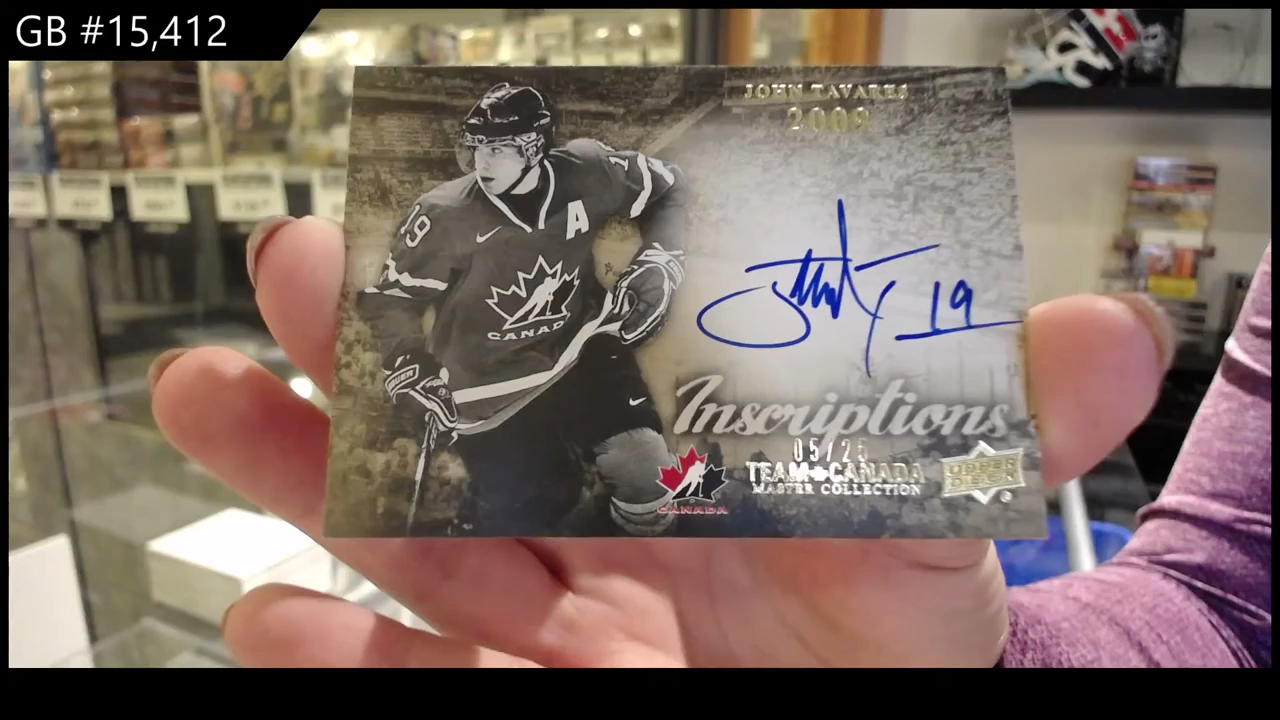 GB #15,412
JOHN TAVARES
2009
19
A
CANADA
BAUER
19
Inscriptions
05/25
TEAM CANADA
MASTER COLLECTION
UPPER
DECK
®
CANADA